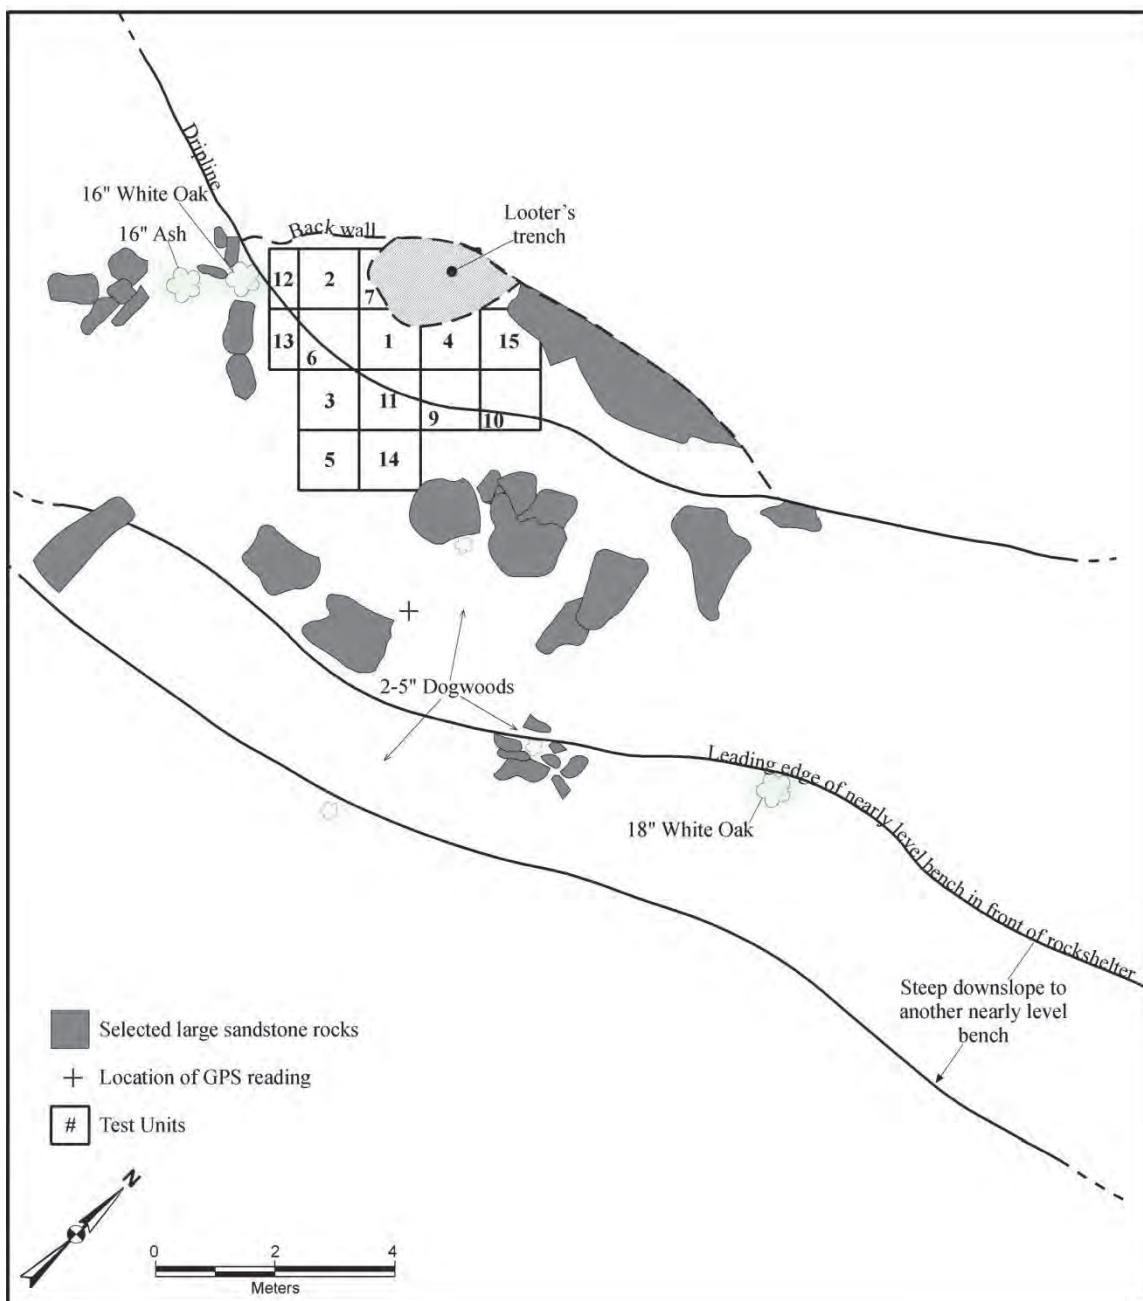 Dripline
16" White Oak
16" Ash
Back wall
Looter's
trench
12
2
7
13
6
1
4
15
3
11
9
10
5
14
2-5" Dogwoods
Leading edge of nearly level bench in front of rockshelter
18" White Oak
Steep downslope to
another nearly level
bench
Selected large sandstone rocks
+ Location of GPS reading
# Test Units
N
0 2 4
Meters